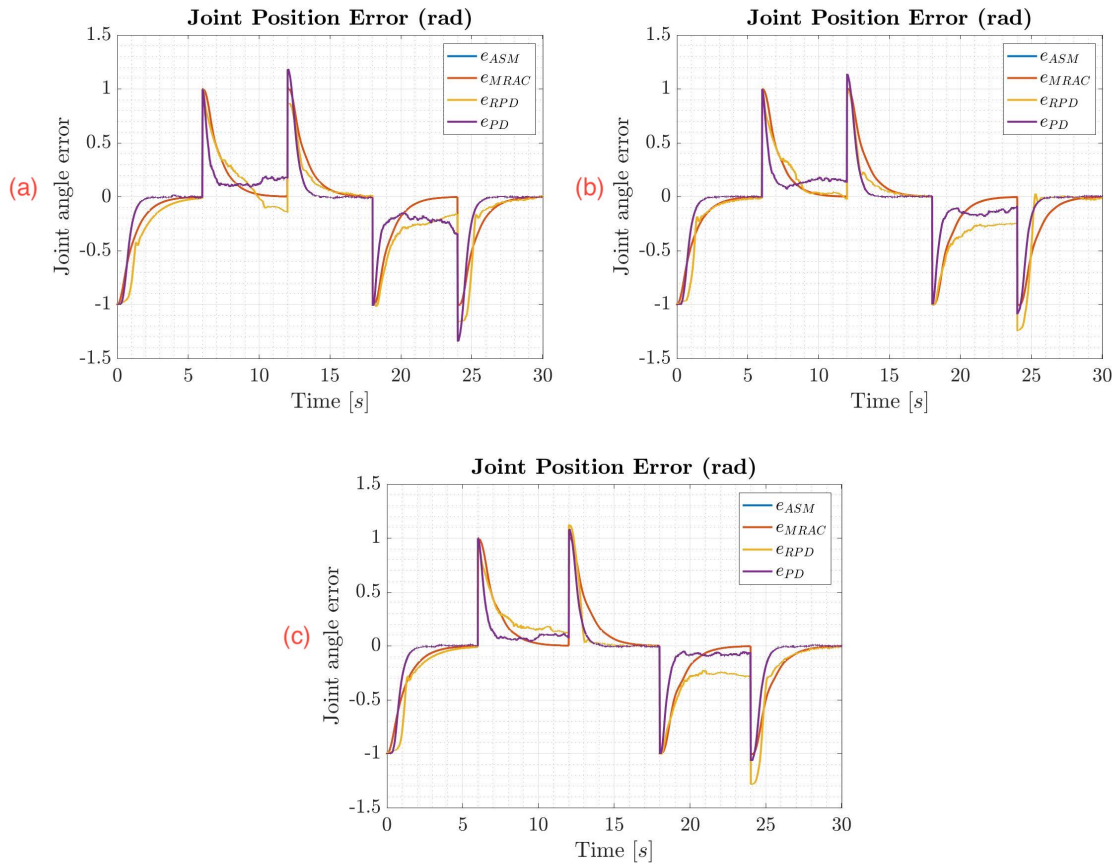 Joint Position Error (rad)
1.5
1
0.5
0
-0.5
-1
-1.5
Joint angle error
0 5 10 15 20 25 30
Time [s]
e_ASM
e_MRAC
e_RPD
e_PD
(a)
Joint Position Error (rad)
1.5
1
0.5
0
-0.5
-1
-1.5
Joint angle error
0 5 10 15 20 25 30
Time [s]
e_ASM
e_MRAC
e_RPD
e_PD
(b)
Joint Position Error (rad)
1.5
1
0.5
0
-0.5
-1
-1.5
Joint angle error
0 5 10 15 20 25 30
Time [s]
e_ASM
e_MRAC
e_RPD
e_PD
(c)